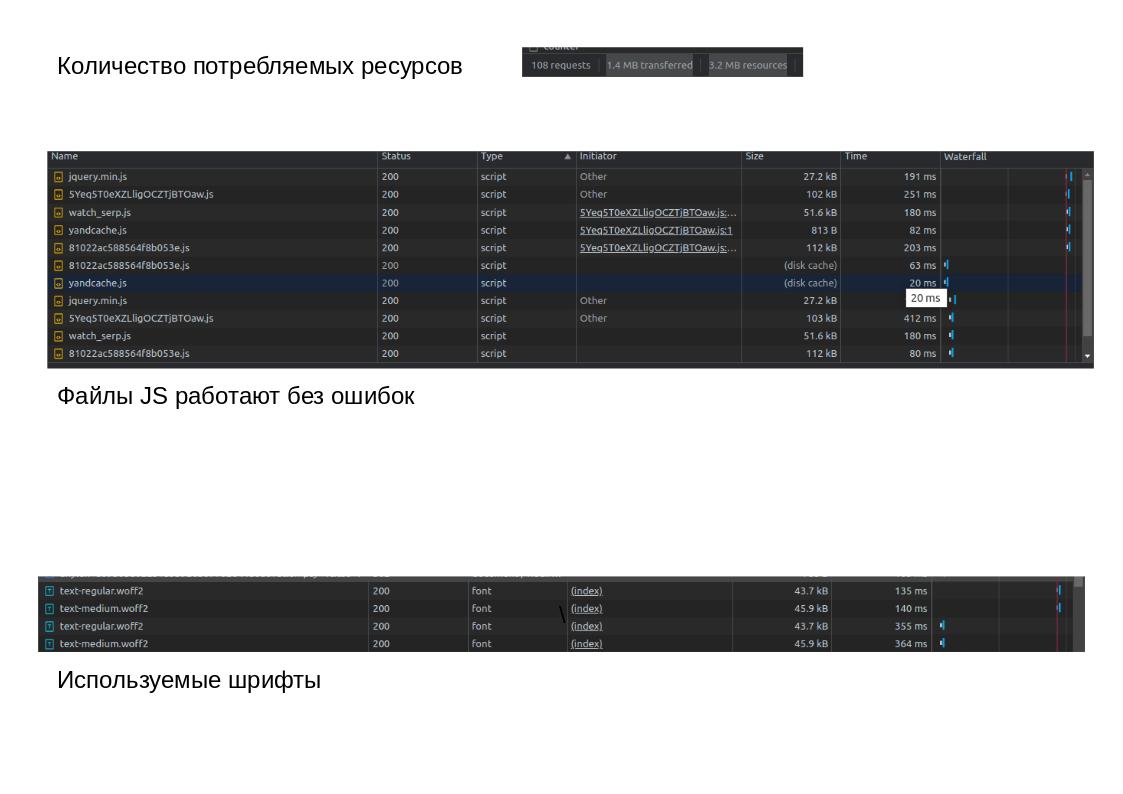 Количество потребляемых ресурсов
counter
108 requests 1.4 MB transferred 3.2 MB resources
Name Status Type Initiator Size Time Waterfall
jquery.min.js 200 script Other 27.2 kB 191 ms
5Yeq5T0eXZLligOCZTjBTOaw.js 200 script Other 102 kB 251 ms
watch_serp.js 200 script 5Yeq5T0eXZLligOCZTjBTOaw.js:... 51.6 kB 180 ms
yandcache.js 200 script 5Yeq5T0eXZLligOCZTjBTOaw.js:1 813 B 82 ms
81022ac588564f8b053e.js 200 script 5Yeq5T0eXZLligOCZTjBTOaw.js:... 112 kB 203 ms
81022ac588564f8b053e.js 200 script (disk cache) 63 ms
yandcache.js 200 script (disk cache) 20 ms
20 ms
jquery.min.js 200 script Other 27.2 kB
5Yeq5T0eXZLligOCZTjBTOaw.js 200 script Other 103 kB 412 ms
watch_serp.js 200 script 51.6 kB 180 ms
81022ac588564f8b053e.js 200 script 112 kB 80 ms
Файлы JS работают без ошибок
text-regular.woff2 200 font (index) 43.7 kB 135 ms
text-medium.woff2 200 font \ (index) 45.9 kB 140 ms
text-regular.woff2 200 font (index) 43.7 kB 355 ms
text-medium.woff2 200 font (index) 45.9 kB 364 ms
Используемые шрифты